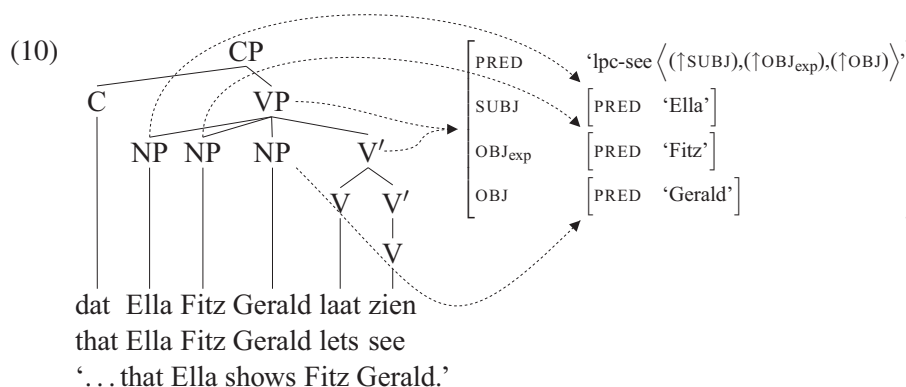 (10)
CP
C VP
NP NP NP V′
V V′
V
dat Ella Fitz Gerald laat zien
that Ella Fitz Gerald lets see
‘. . . that Ella shows Fitz Gerald.’
PRED ‘lpc-see ⟨(↑SUBJ),(↑OBJexp),(↑OBJ)⟩’
SUBJ [PRED ‘Ella’]
OBJexp [PRED ‘Fitz’]
OBJ [PRED ‘Gerald’]